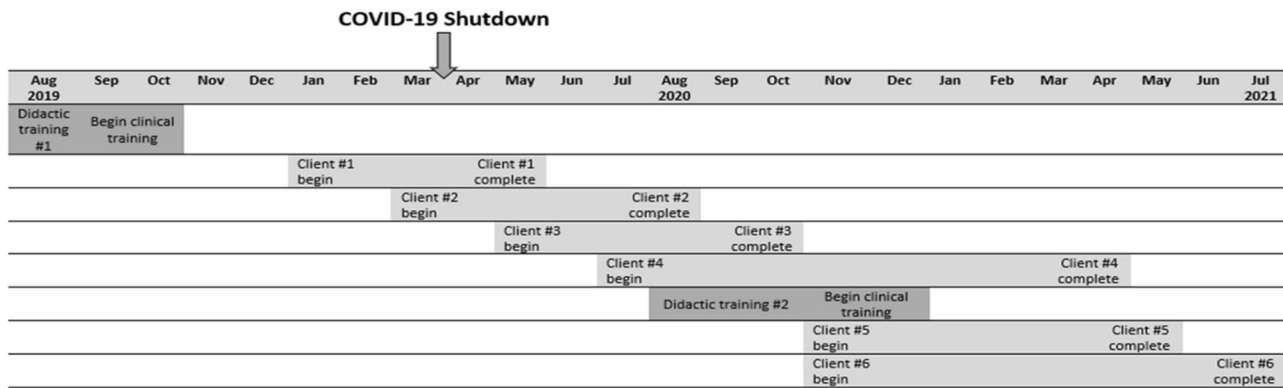 COVID-19 Shutdown
Aug Sep Oct Nov Dec Jan Feb Mar Apr May Jun Jul Aug Sep Oct Nov Dec Jan Feb Mar Apr May Jun Jul
2019 2020 2021
Didactic
training
#1
Begin clinical
training
Client #1
begin
Client #1
complete
Client #2
begin
Client #2
complete
Client #3
begin
Client #3
complete
Client #4
begin
Client #4
complete
Didactic training #2
Begin clinical
training
Client #5
begin
Client #5
complete
Client #6
begin
Client #6
complete